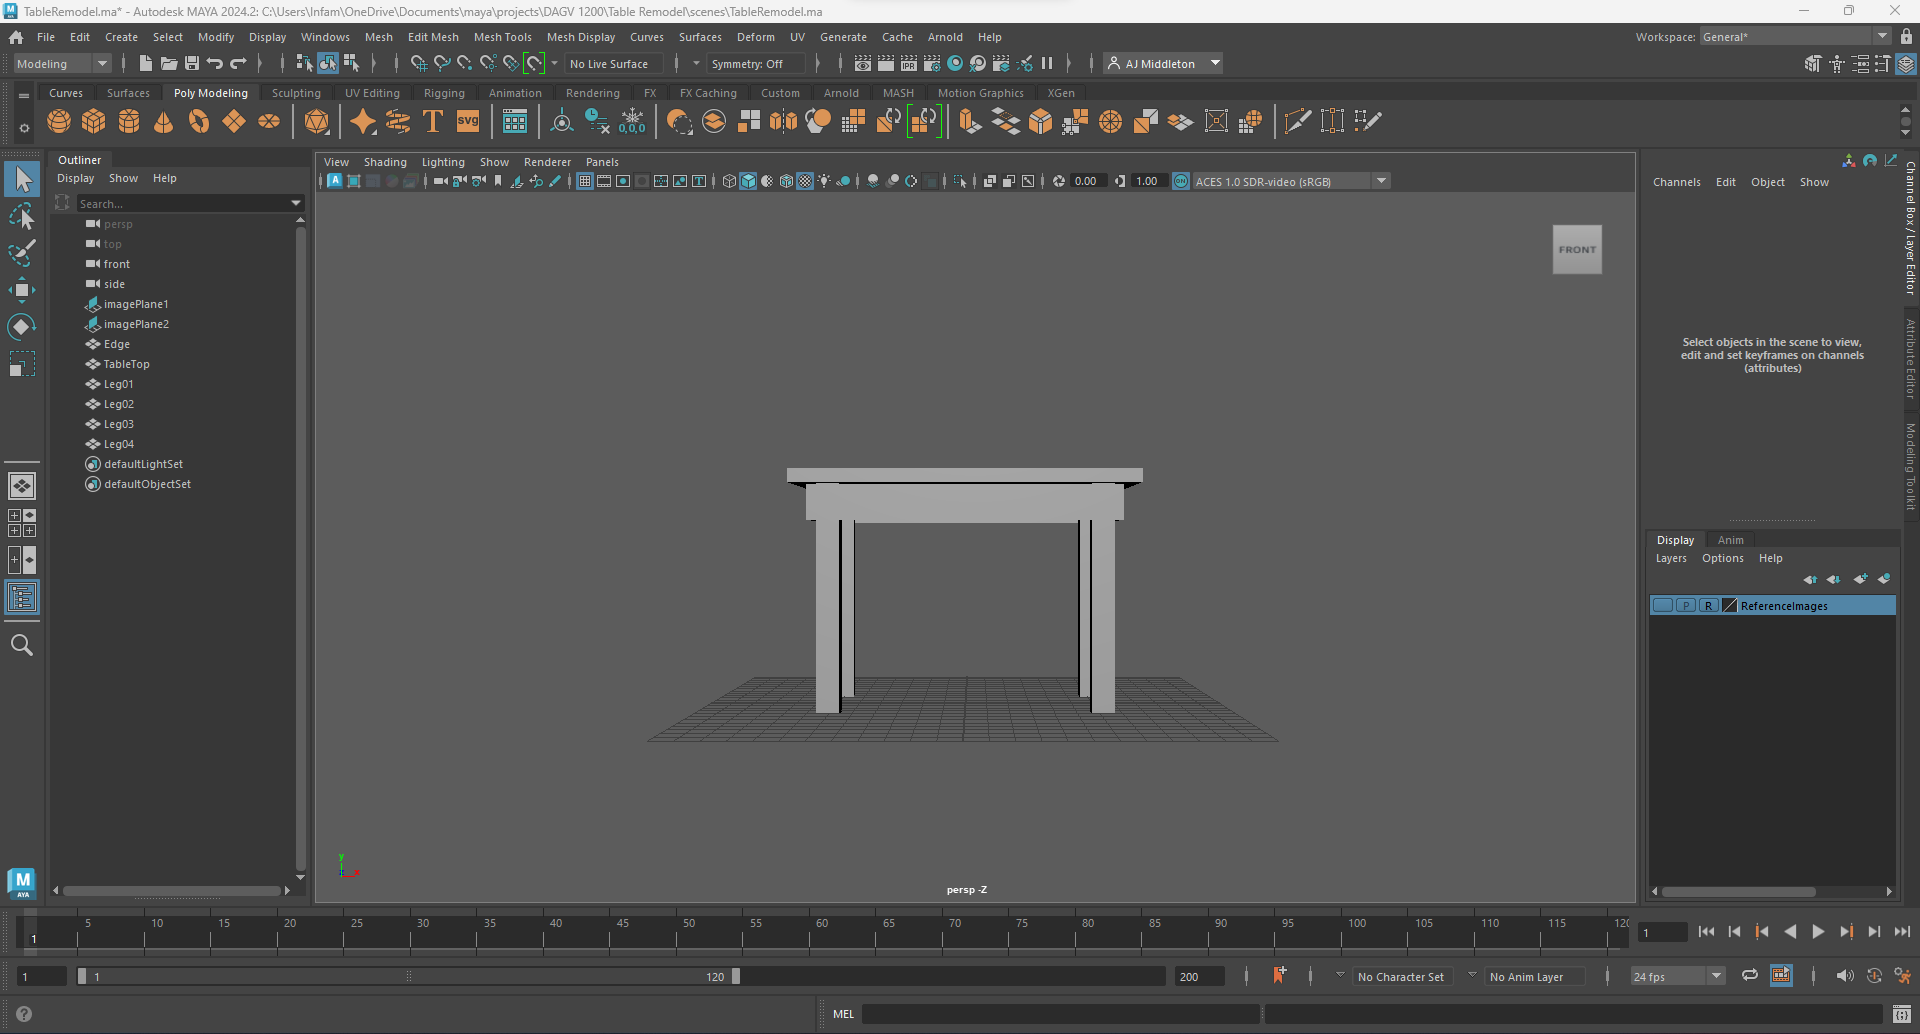 TableRemodel.ma* - Autodesk MAYA 2024.2: C:\Users\Infam\OneDrive\Documents\maya\projects\DAGV 1200\Table Remodel\scenes\TableRemodel.ma
File Edit Create Select Modify Display Windows Mesh Edit Mesh Mesh Tools Mesh Display Curves Surfaces Deform UV Generate Cache Arnold Help Workspace: General*
Modeling No Live Surface Symmetry: Off IPR AJ Middleton
Curves Surfaces Poly Modeling Sculpting UV Editing Rigging Animation Rendering FX FX Caching Custom Arnold MASH Motion Graphics XGen
T svg 0,0,0
Outliner
Display Show Help
Search...
persp
top
front
side
imagePlane1
imagePlane2
Edge
TableTop
Leg01
Leg02
Leg03
Leg04
defaultLightSet
defaultObjectSet
View Shading Lighting Show Renderer Panels
0.00 1.00 ON ACES 1.0 SDR-video (sRGB)
FRONT
y
persp -Z
Channels Edit Object Show
Select objects in the scene to view,
edit and set keyframes on channels
(attributes)
Channel Box / Layer Editor
Attribute Editor
Modeling Toolkit
Display Anim
Layers Options Help
P R ReferenceImages
M
AYA
5 10 15 20 25 30 35 40 45 50 55 60 65 70 75 80 85 90 95 100 105 110 115 120
1 1
1 1 120 200 No Character Set No Anim Layer 24 fps
MEL